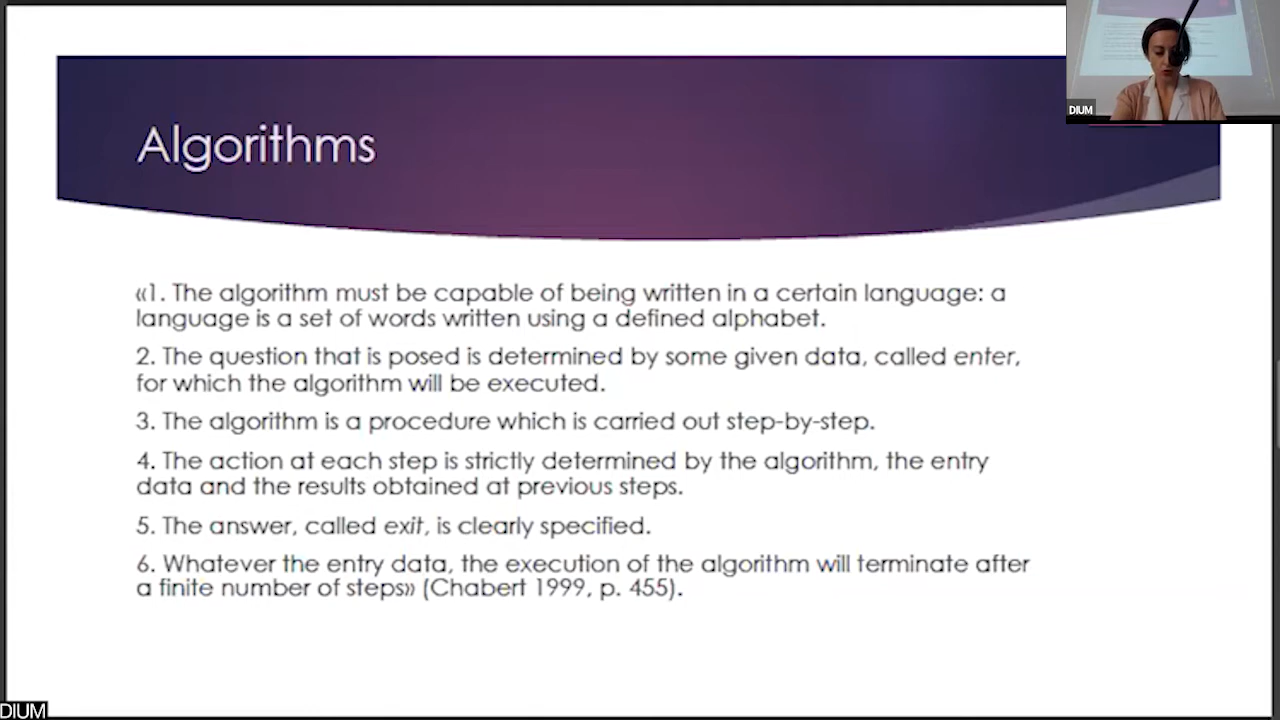 Algorithms
«1. The algorithm must be capable of being written in a certain language: a
language is a set of words written using a defined alphabet.
2. The question that is posed is determined by some given data, called enter,
for which the algorithm will be executed.
3. The algorithm is a procedure which is carried out step-by-step.
4. The action at each step is strictly determined by the algorithm, the entry
data and the results obtained at previous steps.
5. The answer, called exit, is clearly specified.
6. Whatever the entry data, the execution of the algorithm will terminate after
a finite number of steps» (Chabert 1999, p. 455).
DIUM
DIUM